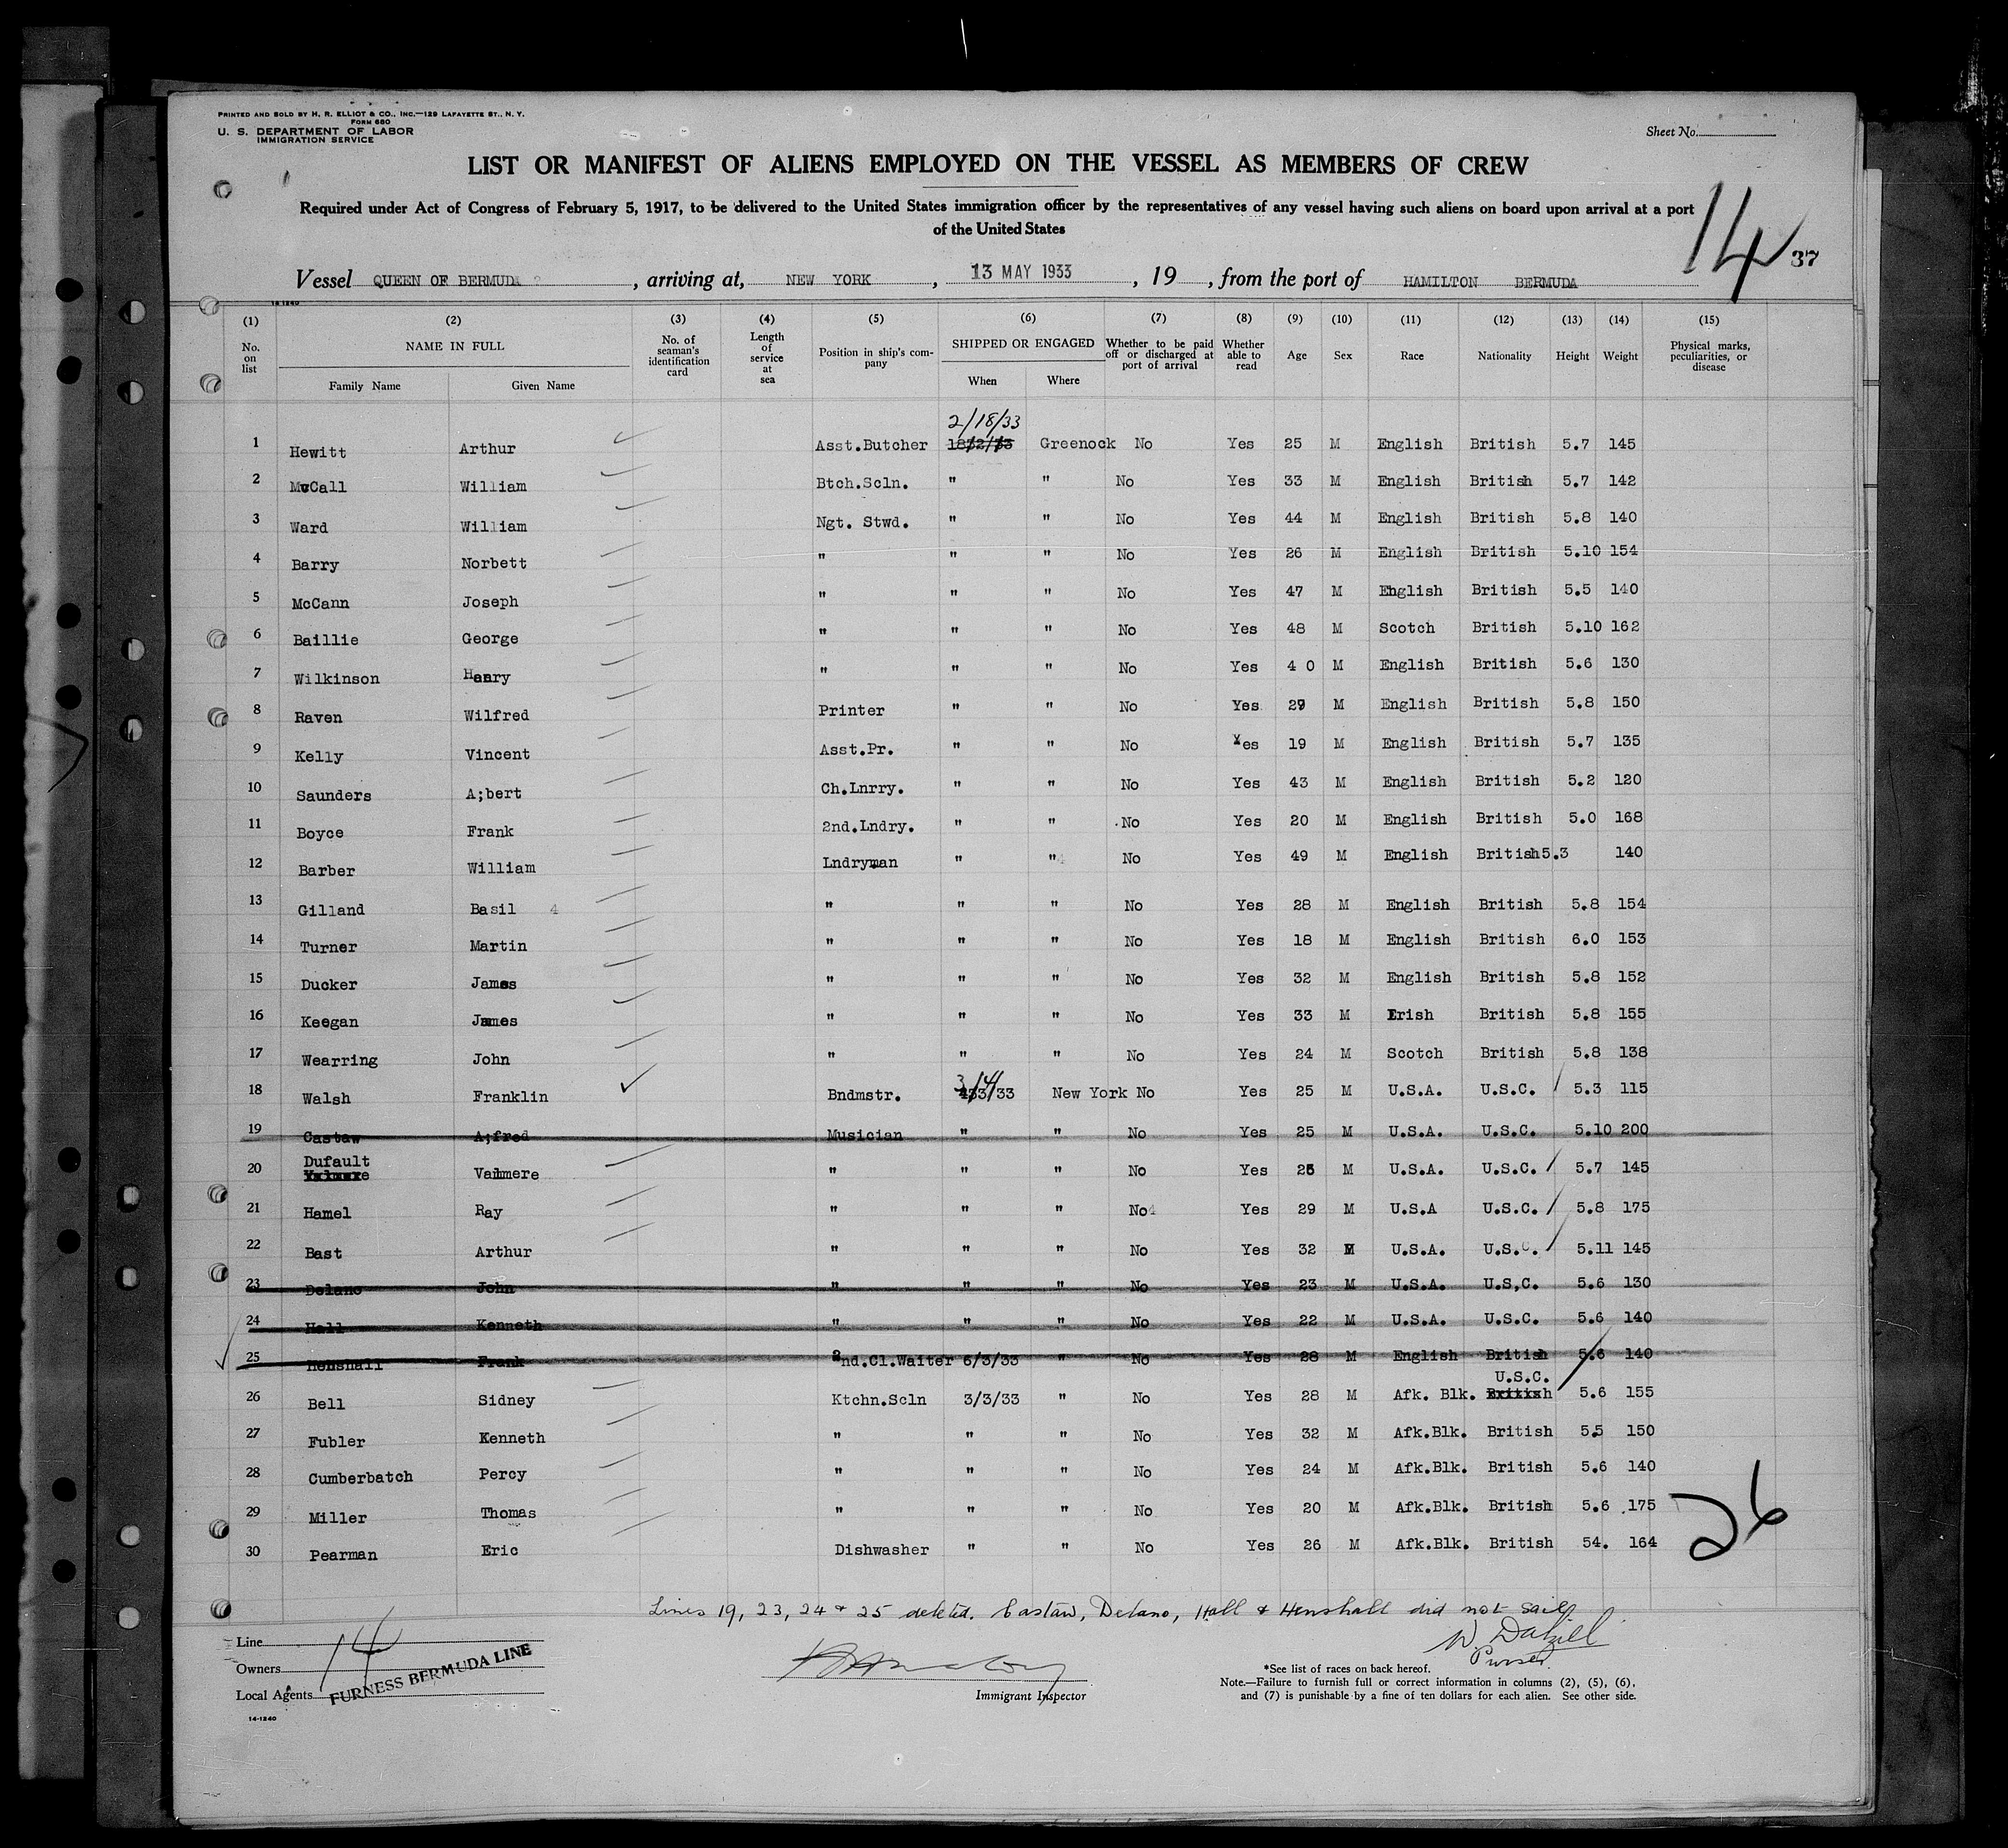 PRINTED AND SOLD BY H. R. ELLIOT & CO., INC.—129 LAFAYETTE ST., N. Y.
FORM 680
U. S. DEPARTMENT OF LABOR
IMMIGRATION SERVICE
Sheet No.
LIST OR MANIFEST OF ALIENS EMPLOYED ON THE VESSEL AS MEMBERS OF CREW
Required under Act of Congress of February 5, 1917, to be delivered to the United States immigration officer by the representatives of any vessel having such aliens on board upon arrival at a port
of the United States
14 37
Vessel QUEEN OF BERMUDA , arriving at, NEW YORK , 13 MAY 1933 , 19 , from the port of HAMILTON BERMUDA
14 1240
(1) No. on list (2) NAME IN FULL Family Name Given Name (3) No. of seaman's identification card (4) Length of service at sea (5) Position in ship's company (6) SHIPPED OR ENGAGED When Where (7) Whether to be paid off or discharged at port of arrival (8) Whether able to read (9) Age (10) Sex (11) Race (12) Nationality (13) Height (14) Weight (15) Physical marks, peculiarities, or disease
2/18/33
1 Hewitt Arthur Asst.Butcher 18/2/33 Greenock No Yes 25 M English British 5.7 145
2 McCall William Btch.Scln. " " No Yes 33 M English British 5.7 142
3 Ward William Ngt. Stwd. " " No Yes 44 M English British 5.8 140
4 Barry Norbett " " " No Yes 26 M English British 5.10 154
5 McCann Joseph " " " No Yes 47 M English British 5.5 140
6 Baillie George " " " No Yes 48 M Scotch British 5.10 162
7 Wilkinson Henry " " " No Yes 4 0 M English British 5.6 130
8 Raven Wilfred Printer " " No Yes 29 M English British 5.8 150
9 Kelly Vincent Asst.Pr. " " No Yes 19 M English British 5.7 135
10 Saunders A;bert Ch.Lnrry. " " No Yes 43 M English British 5.2 120
11 Boyce Frank 2nd.Lndry. " " No Yes 20 M English British 5.0 168
12 Barber William Lndryman " " No Yes 49 M English British 5.3 140
13 Gilland Basil 4 " " " No Yes 28 M English British 5.8 154
14 Turner Martin " " " No Yes 18 M English British 6.0 153
15 Ducker James " " " No Yes 32 M English British 5.8 152
16 Keegan James " " " No Yes 33 M Irish British 5.8 155
17 Wearring John " " " No Yes 24 M Scotch British 5.8 138
18 Walsh Franklin Bndmstr. 3/4/33 New York No Yes 25 M U.S.A. U.S.C. 5.3 115
19 Castaw A;fred Musician " " No Yes 25 M U.S.A. U.S.C. 5.10 200
Dufault
20 Valmere " " " No Yes 25 M U.S.A. U.S.C. 5.7 145
21 Hamel Ray " " " No Yes 29 M U.S.A U.S.C. 5.8 175
22 Bast Arthur " " " No Yes 32 M U.S.A. U.S.C. 5.11 145
23 Delano John " " " No Yes 23 M U.S.A. U.S,C. 5.6 130
24 Hall Kenneth " " " No Yes 22 M U.S.A. U.S.C. 5.6 140
25 Henshall Frank 2nd.Cl.Waiter 6/3/33 " No Yes 28 M English British 5.6 140
U.S.C.
26 Bell Sidney Ktchn.Scln 3/3/33 " No Yes 28 M Afk. Blk. British 5.6 155
27 Fubler Kenneth " " " No Yes 32 M Afk.Blk. British 5.5 150
28 Cumberbatch Percy " " " No Yes 24 M Afk.Blk. British 5.6 140
29 Miller Thomas " " " No Yes 20 M Afk.Blk. British 5.6 175
30 Pearman Eric Dishwasher " " No Yes 26 M Afk.Blk. British 54. 164
26
Lines 19, 23, 24 & 25 deleted. Castaw, Delano, Hall & Henshall did not sail
W. Dalziel
Purser.
Line
Owners
Local Agents
14
FURNESS BERMUDA LINE
Immigrant Inspector
*See list of races on back hereof.
Note.—Failure to furnish full or correct information in columns (2), (5), (6),
and (7) is punishable by a fine of ten dollars for each alien. See other side.
14-1240